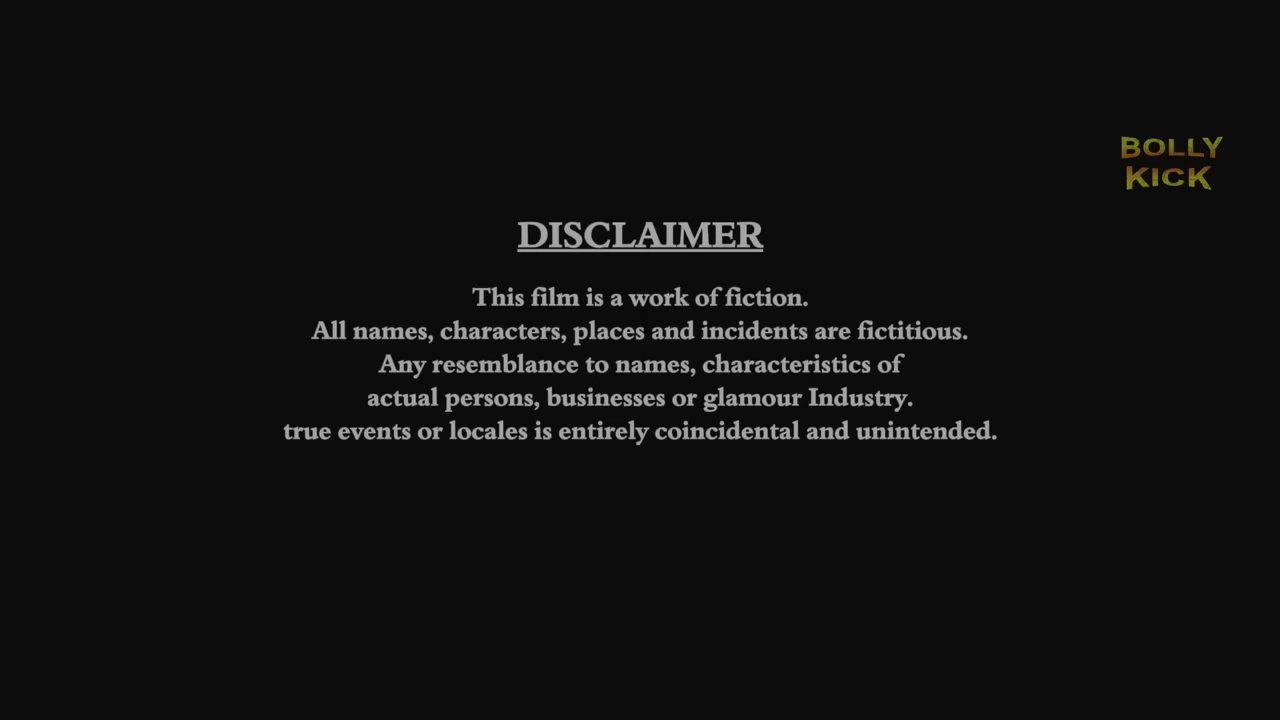 BOLLY
KICK
DISCLAIMER
This film is a work of fiction.
All names, characters, places and incidents are fictitious.
Any resemblance to names, characteristics of
actual persons, businesses or glamour Industry.
true events or locales is entirely coincidental and unintended.